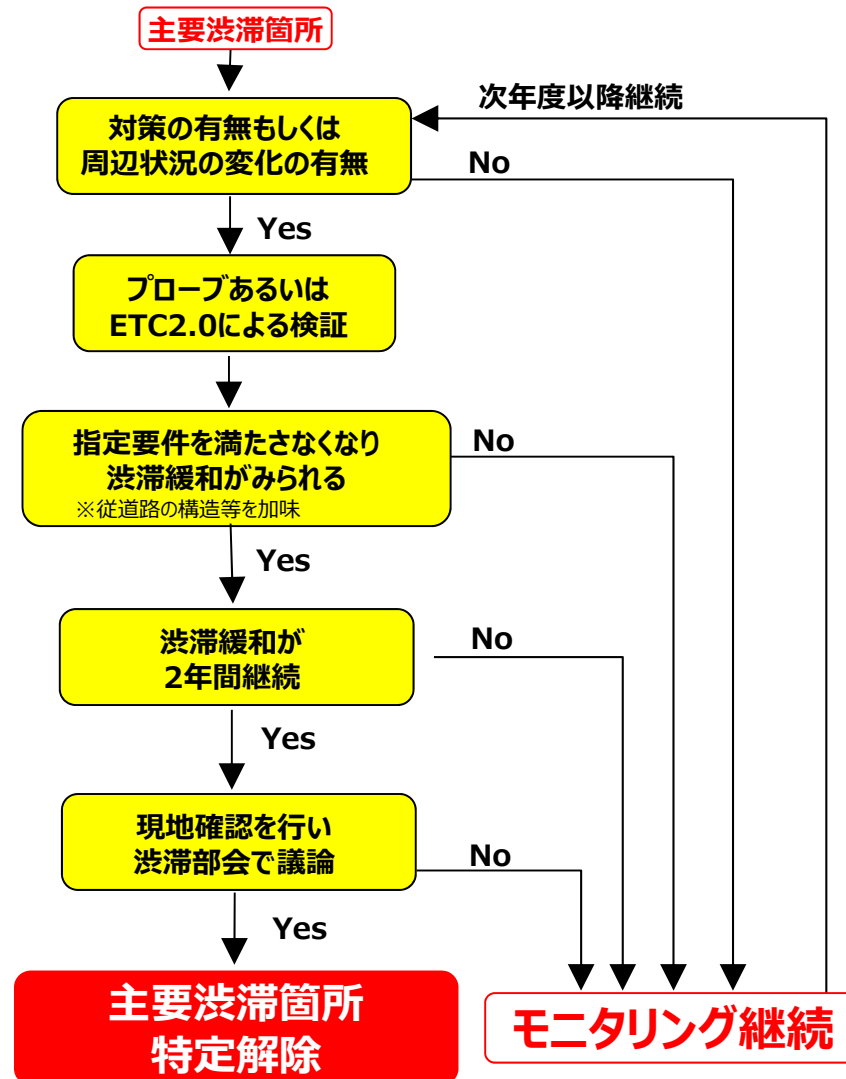 主要渋滞箇所
次年度以降継続
対策の有無もしくは
周辺状況の変化の有無
No
Yes
プローブあるいは
ETC2.0による検証
指定要件を満たさなくなり
渋滞緩和がみられる
※従道路の構造等を加味
No
Yes
渋滞緩和が
2年間継続
No
Yes
現地確認を行い
渋滞部会で議論
No
Yes
主要渋滞箇所
特定解除
モニタリング継続